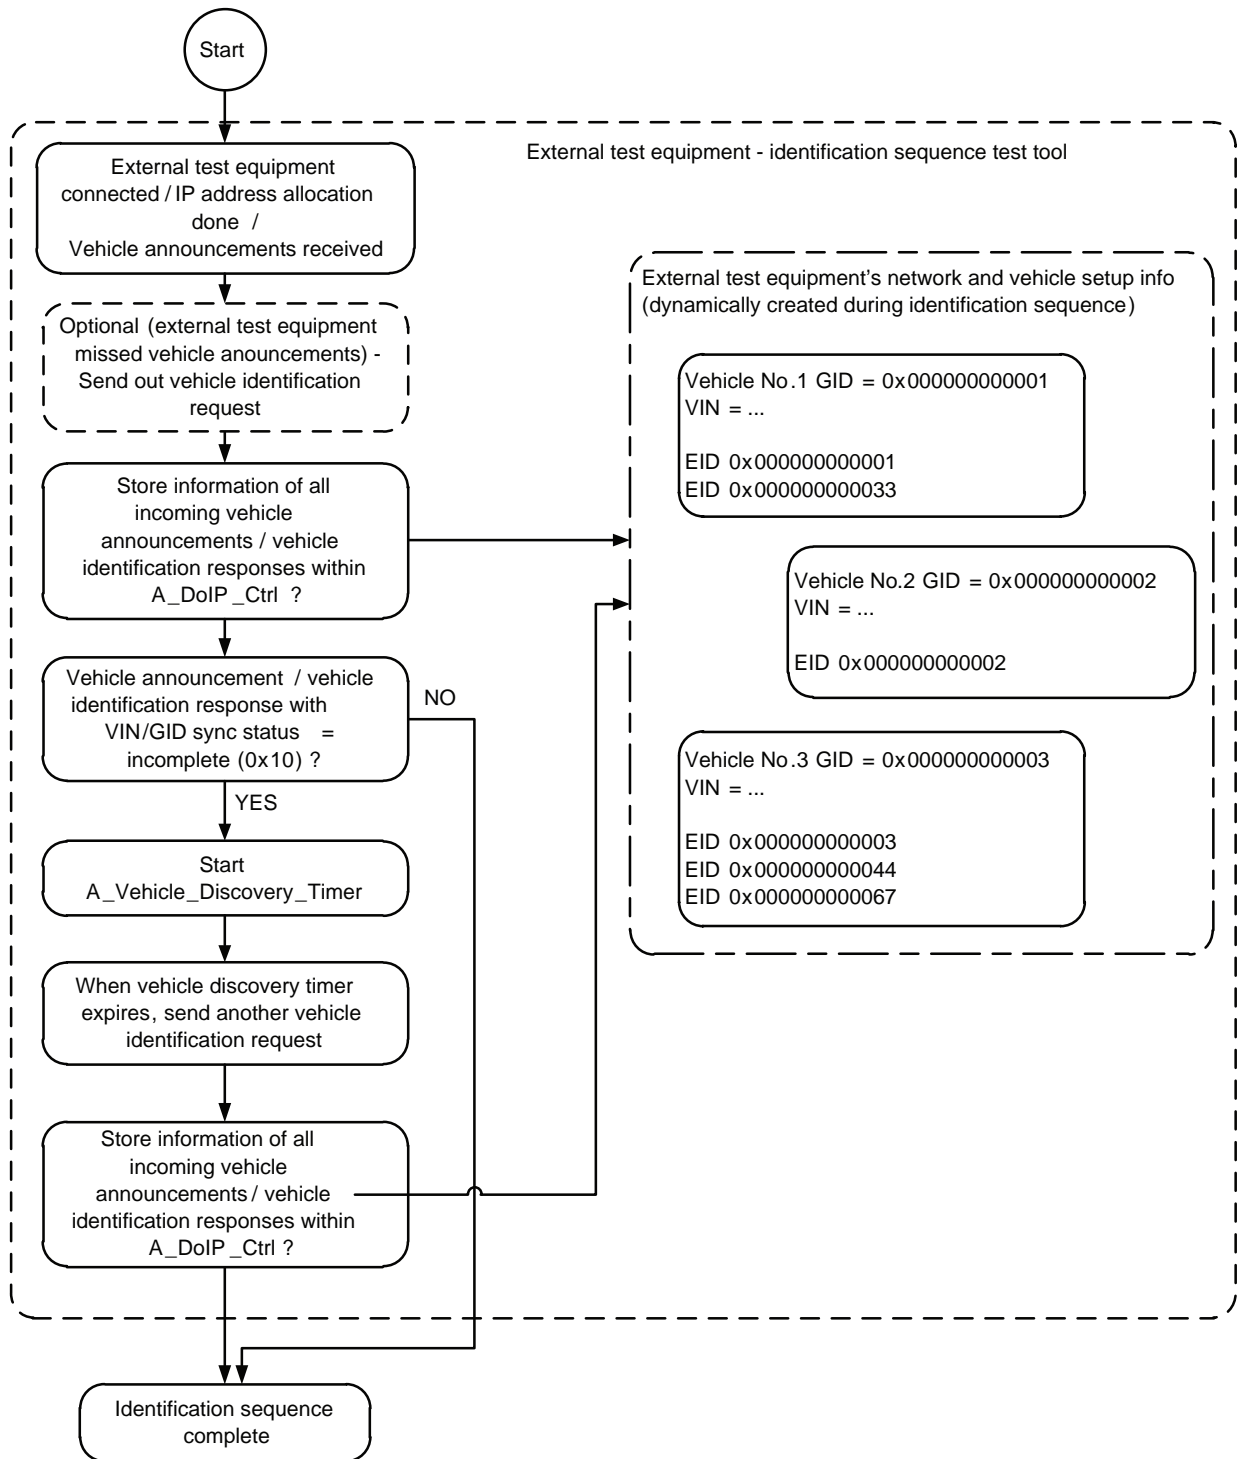 Start
External test equipment - identification sequence test tool
External test equipment
connected / IP address allocation
done /
Vehicle announcements received
Optional (external test equipment
missed vehicle anouncements) -
Send out vehicle identification
request
Store information of all
incoming vehicle
announcements / vehicle
identification responses within
A_DoIP_Ctrl ?
Vehicle announcement / vehicle
identification response with
VIN/GID sync status =
incomplete (0x10) ?
NO
YES
Start
A_Vehicle_Discovery_Timer
When vehicle discovery timer
expires, send another vehicle
identification request
Store information of all
incoming vehicle
announcements / vehicle
identification responses within
A_DoIP_Ctrl ?
Identification sequence
complete
External test equipment's network and vehicle setup info
(dynamically created during identification sequence)
Vehicle No.1 GID = 0x000000000001
VIN = ...
EID 0x000000000001
EID 0x000000000033
Vehicle No.2 GID = 0x000000000002
VIN = ...
EID 0x000000000002
Vehicle No.3 GID = 0x000000000003
VIN = ...
EID 0x000000000003
EID 0x000000000044
EID 0x000000000067